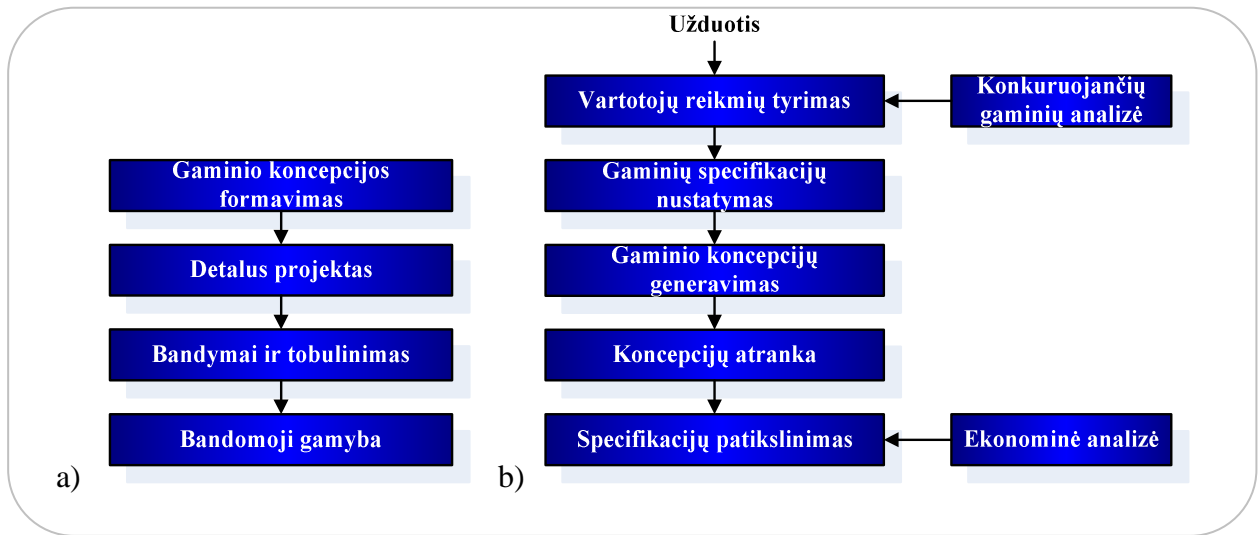 Gaminio koncepcijos
formavimas
Detalus projektas
Bandymai ir tobulinimas
Bandomoji gamyba
a)
Užduotis
Vartotojų reikmių tyrimas
Konkuruojančių
gaminių analizė
Gaminių specifikacijų
nustatymas
Gaminio koncepcijų
generavimas
Koncepcijų atranka
Specifikacijų patikslinimas
Ekonominė analizė
b)